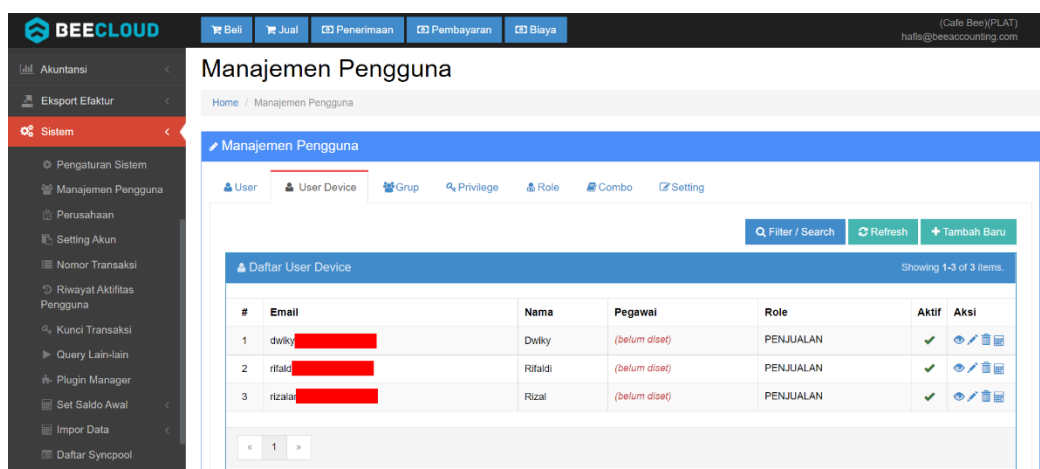 BEECLOUD
Beli Jual Penerimaan Pembayaran Biaya
(Cafe Bee)(PLAT)
hafis@beeaccounting.com
Akuntansi
Eksport Efaktur
Sistem
Pengaturan Sistem
Manajemen Pengguna
Perusahaan
Setting Akun
Nomor Transaksi
Riwayat Aktifitas
Pengguna
Kunci Transaksi
Query Lain-lain
Plugin Manager
Set Saldo Awal
Impor Data
Daftar Syncpool
Manajemen Pengguna
Home / Manajemen Pengguna
Manajemen Pengguna
User User Device Grup Privilege Role Combo Setting
Filter / Search Refresh Tambah Baru
Daftar User Device Showing 1-3 of 3 items.
# Email Nama Pegawai Role Aktif Aksi
1 dwiky Dwiky (belum diset) PENJUALAN
2 rifald Rifaldi (belum diset) PENJUALAN
3 rizalar Rizal (belum diset) PENJUALAN
« 1 »